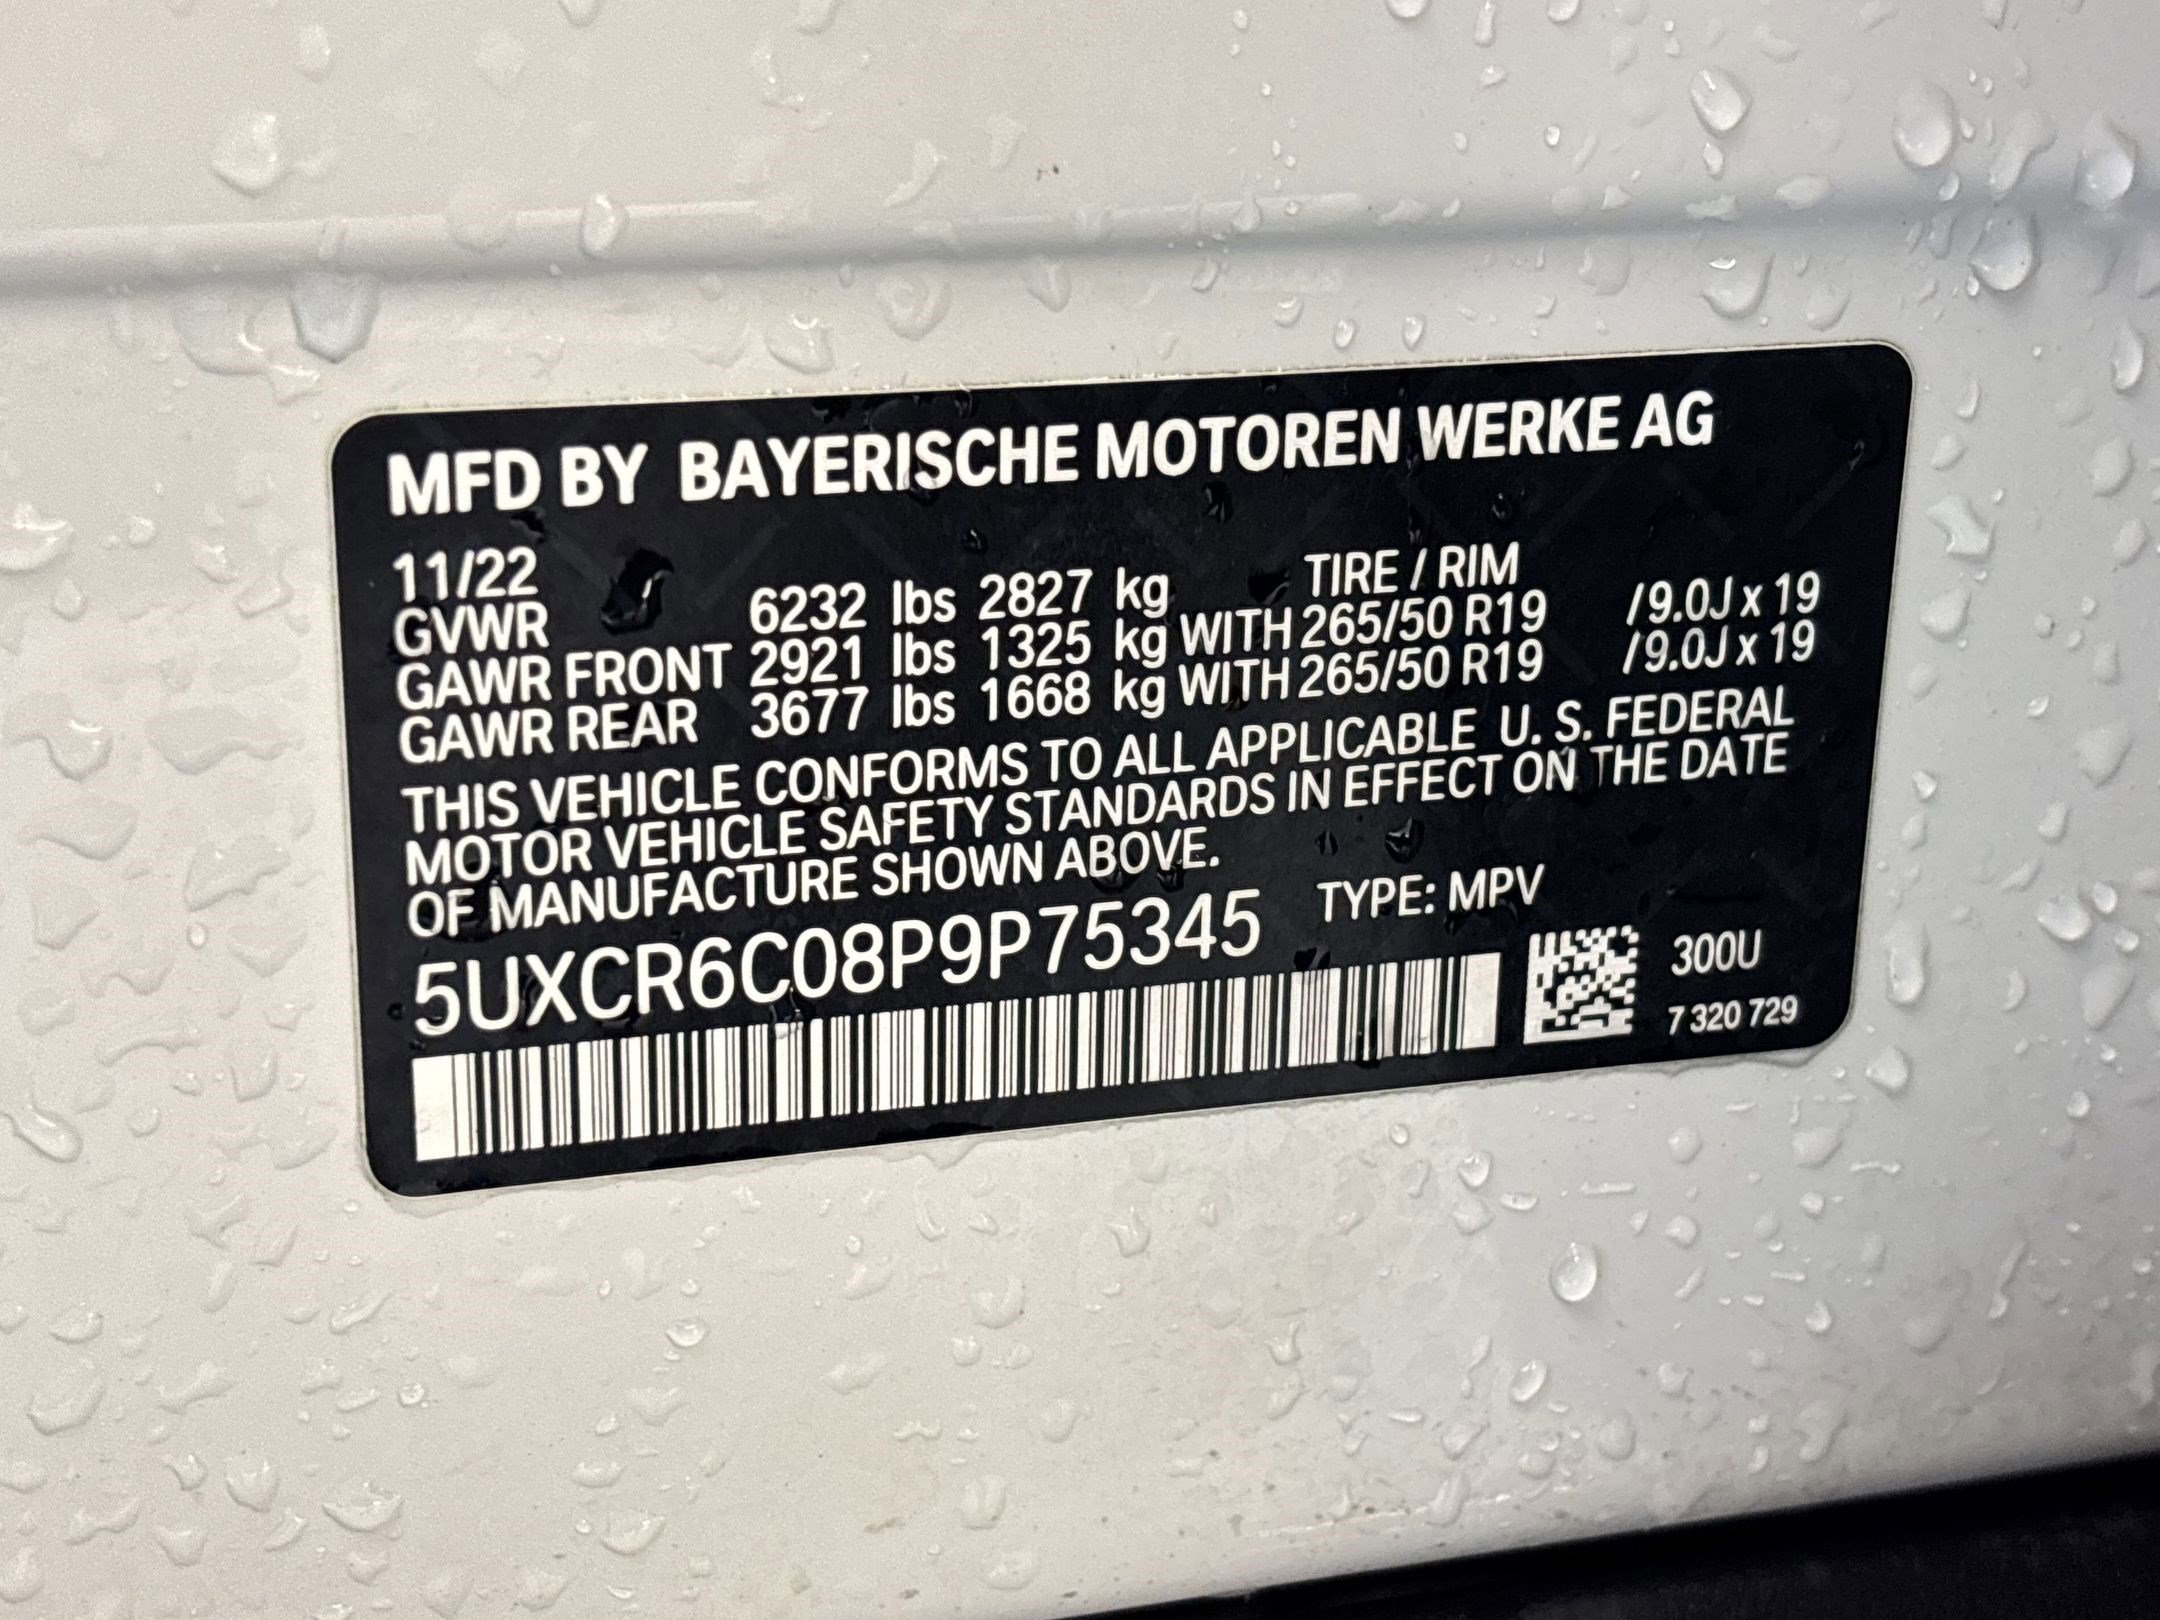 MFD BY BAYERISCHE MOTOREN WERKE AG
11/22 TIRE / RIM
GVWR 6232 lbs 2827 kg
GAWR FRONT 2921 lbs 1325 kg WITH 265/50 R19 /9.0J x 19
GAWR REAR 3677 lbs 1668 kg WITH 265/50 R19 /9.0J x 19
THIS VEHICLE CONFORMS TO ALL APPLICABLE U. S. FEDERAL
MOTOR VEHICLE SAFETY STANDARDS IN EFFECT ON THE DATE
OF MANUFACTURE SHOWN ABOVE.
5UXCR6C08P9P75345 TYPE: MPV
300U
7 320 729